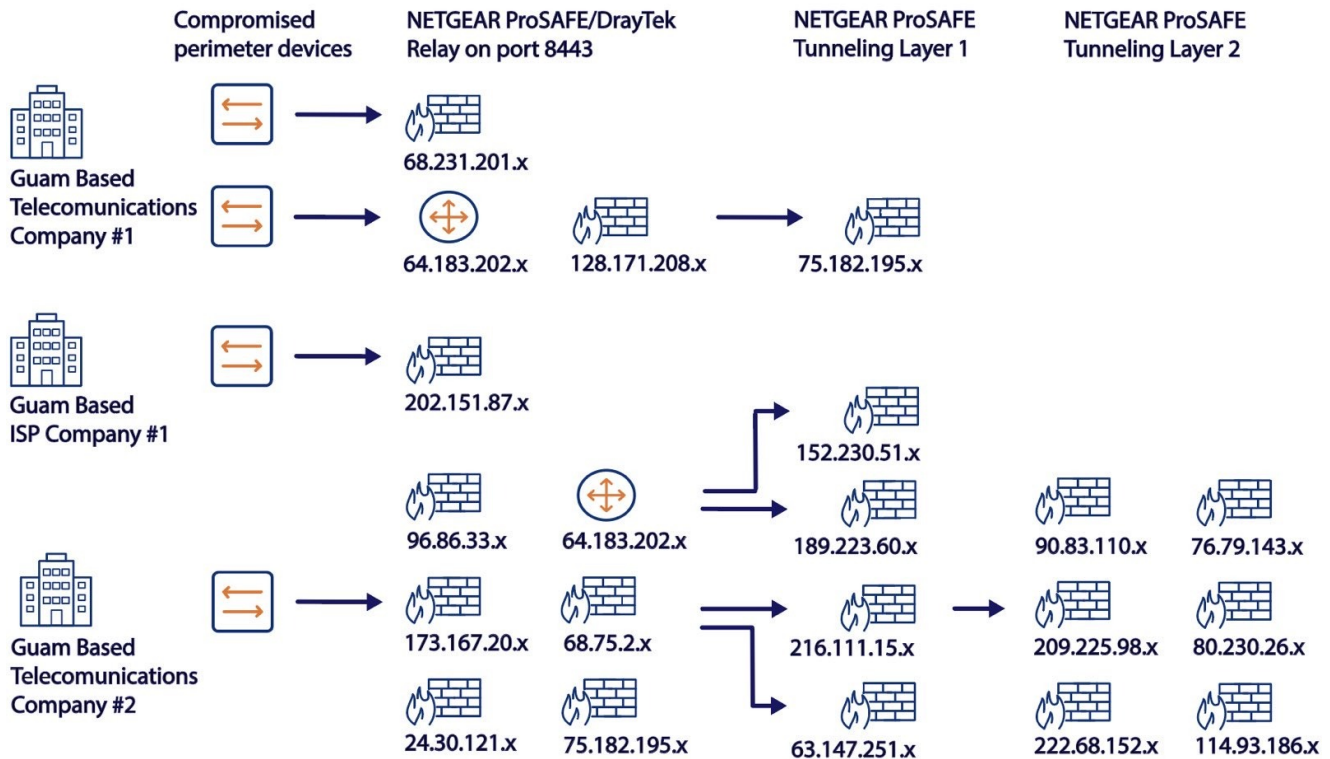 Compromised
perimeter devices
NETGEAR ProSAFE/DrayTek
Relay on port 8443
NETGEAR ProSAFE
Tunneling Layer 1
NETGEAR ProSAFE
Tunneling Layer 2
Guam Based
Telecomunications
Company #1
68.231.201.x
64.183.202.x
128.171.208.x
75.182.195.x
Guam Based
ISP Company #1
202.151.87.x
152.230.51.x
96.86.33.x
64.183.202.x
189.223.60.x
90.83.110.x
76.79.143.x
Guam Based
Telecomunications
Company #2
173.167.20.x
68.75.2.x
216.111.15.x
209.225.98.x
80.230.26.x
24.30.121.x
75.182.195.x
63.147.251.x
222.68.152.x
114.93.186.x